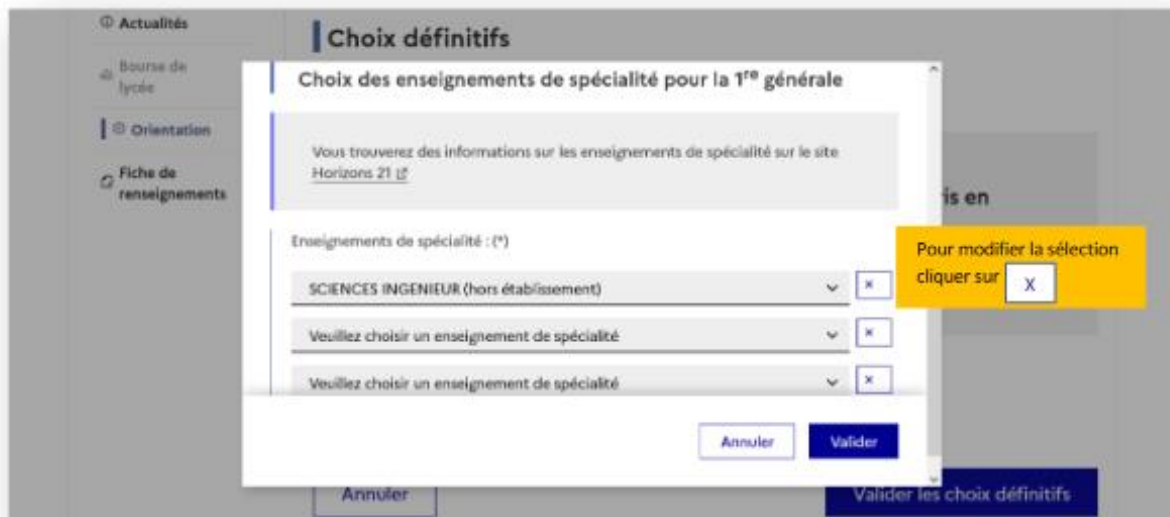 Actualités
Bourse de
lycée
Orientation
Fiche de
renseignements
Choix définitifs
Choix des enseignements de spécialité pour la 1re générale
Vous trouverez des informations sur les enseignements de spécialité sur le site
Horizons 21
is en
Enseignements de spécialité : (*)
SCIENCES INGENIEUR (hors établissement)
x
Veuillez choisir un enseignement de spécialité
x
Veuillez choisir un enseignement de spécialité
x
Pour modifier la sélection
cliquer sur X
Annuler
Valider
Annuler
Valider les choix définitifs